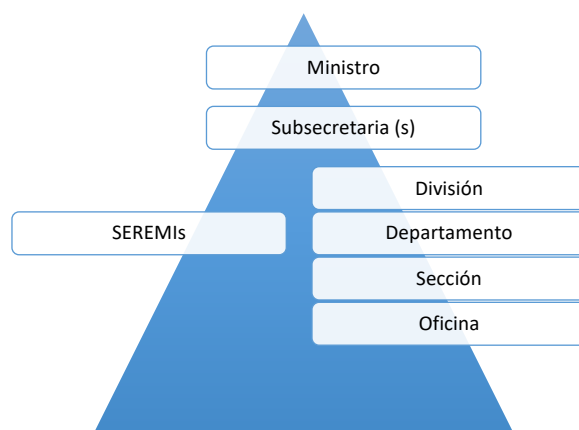 Ministro
Subsecretaria (s)
División
SEREMIs
Departamento
Sección
Oficina